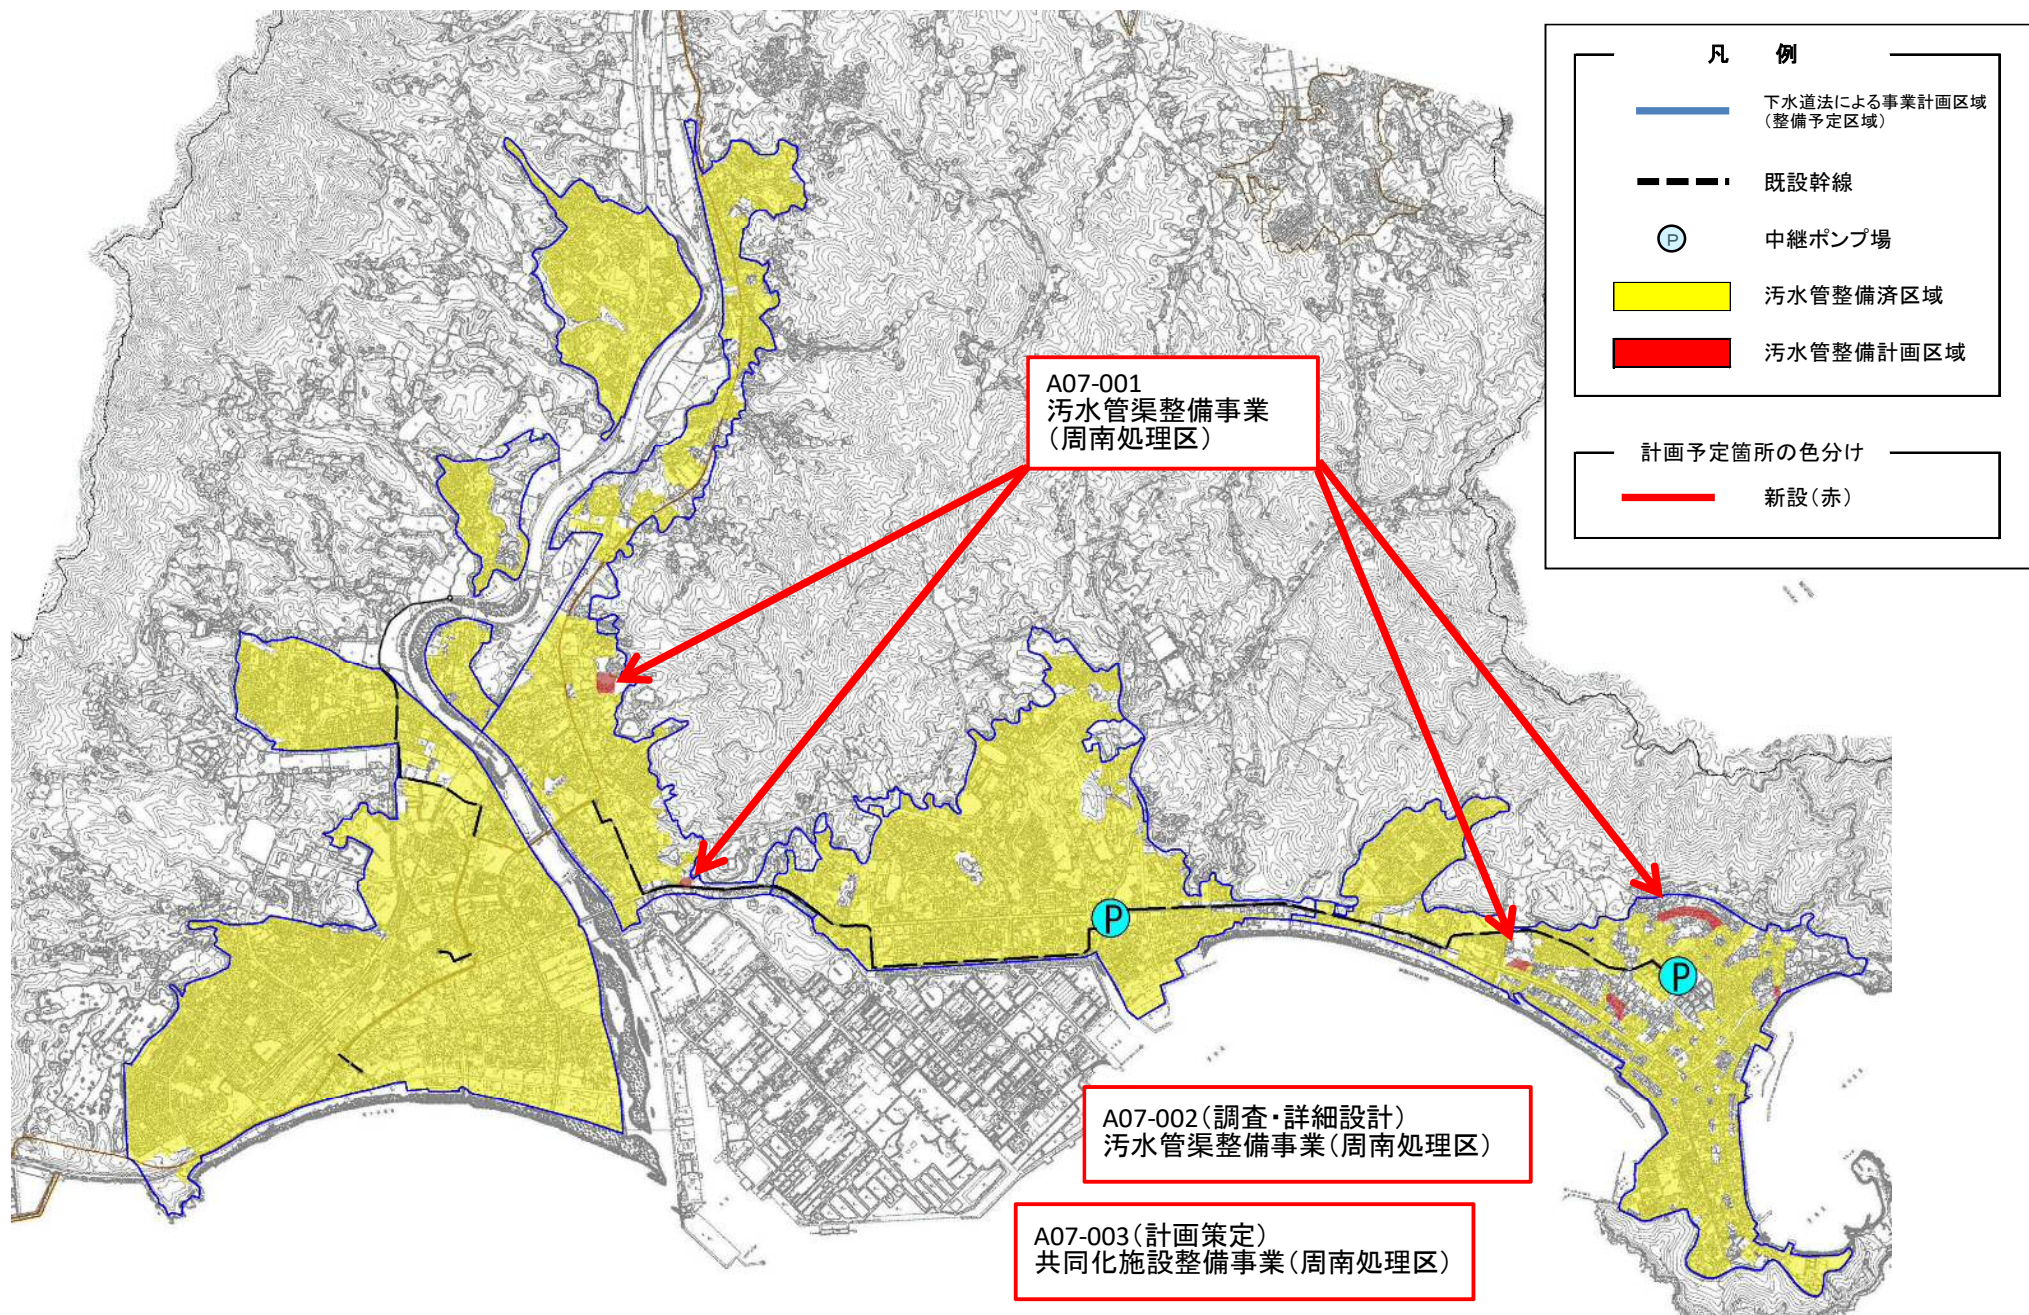 凡　例
下水道法による事業計画区域
（整備予定区域）
既設幹線
P
中継ポンプ場
汚水管整備済区域
汚水管整備計画区域
計画予定箇所の色分け
新設（赤）
A07-001
汚水管渠整備事業
（周南処理区）
P
P
A07-002（調査・詳細設計）
汚水管渠整備事業（周南処理区）
A07-003（計画策定）
共同化施設整備事業（周南処理区）